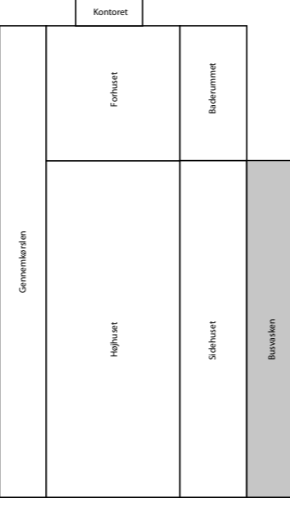 Kontoret
Forhuset
Baderummet
Gennemkørslen
Højhuset
Sidehuset
Busvasken